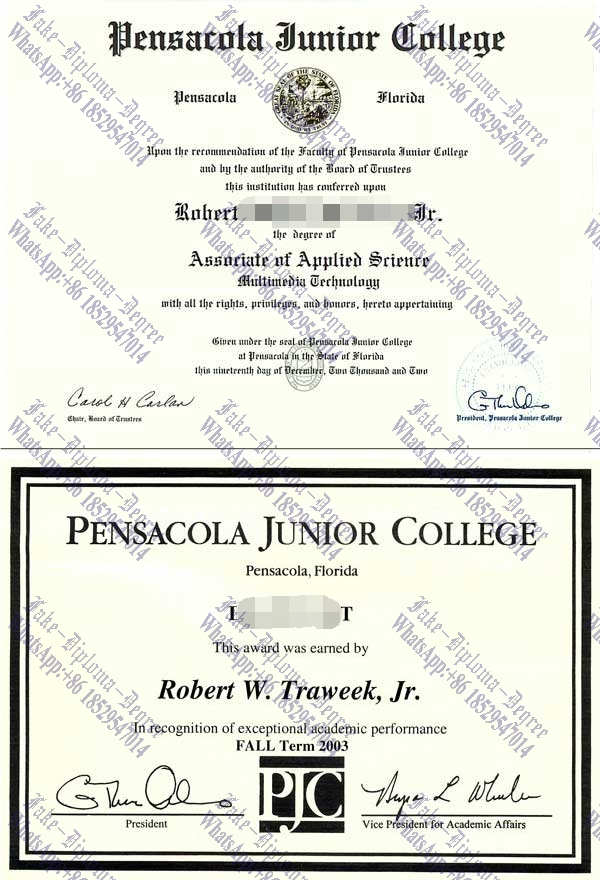 Pensacola Junior College
Pensacola Florida
Upon the recommendation of the Faculty of Pensacola Junior College
and by the authority of the Board of Trustees
this institution has conferred upon
Robert Jr.
the degree of
Associate of Applied Science
Multimedia Technology
with all the rights, privileges, and honors, hereto appertaining
Given under the seal of Pensacola Junior College
at Pensacola in the State of Florida
this nineteenth day of December, Two Thousand and Two
Carol H Carlan
Chair, Board of Trustees
President, Pensacola Junior College
PENSACOLA JUNIOR COLLEGE
Pensacola, Florida
L T
This award was earned by
Robert W. Traweek, Jr.
In recognition of exceptional academic performance
FALL Term 2003
PJC
President
Vice President for Academic Affairs
Fake-Diploma-Degree
WhatsApp:+86 18529547014